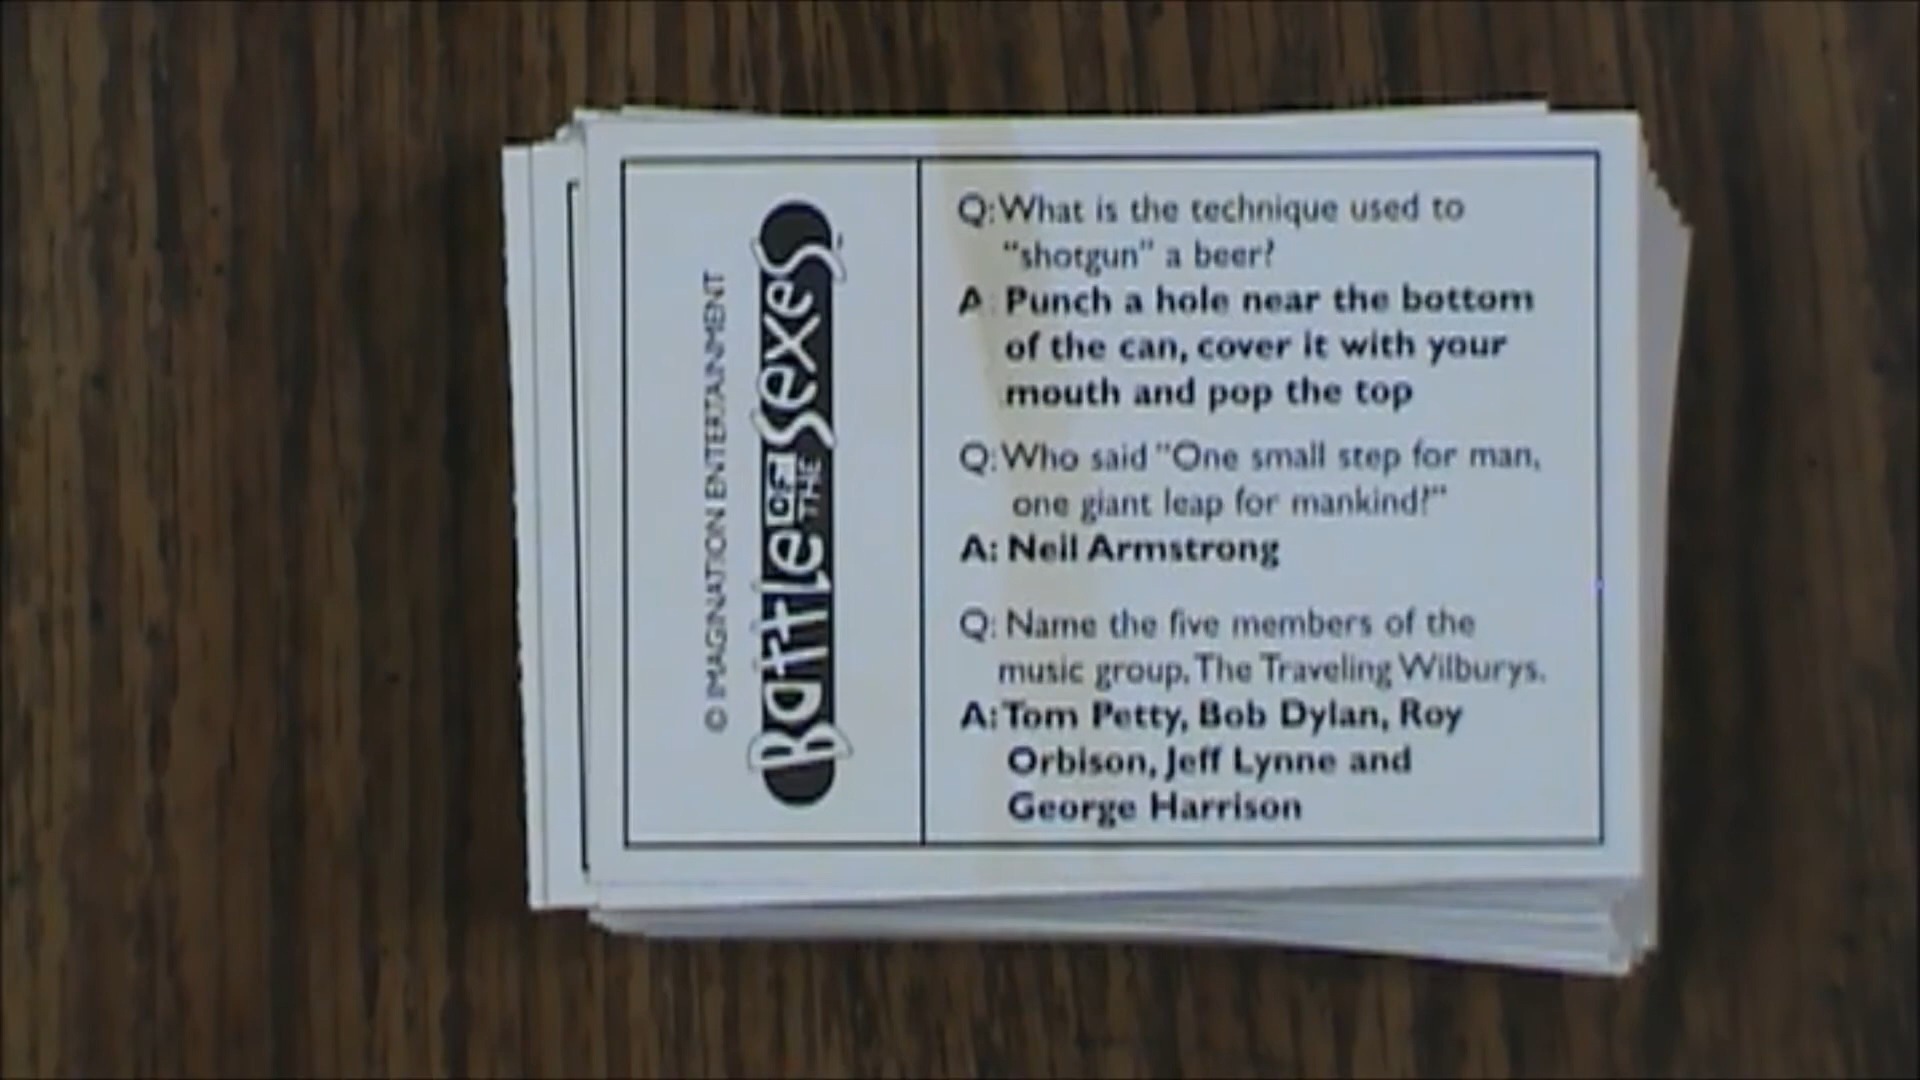 © IMAGINATION ENTERTAINMENT
Battle OF THE Sexes
Q: What is the technique used to
"shotgun" a beer?
A: Punch a hole near the bottom
of the can, cover it with your
mouth and pop the top
Q: Who said "One small step for man,
one giant leap for mankind?"
A: Neil Armstrong
Q: Name the five members of the
music group, The Traveling Wilburys.
A: Tom Petty, Bob Dylan, Roy
Orbison, Jeff Lynne and
George Harrison